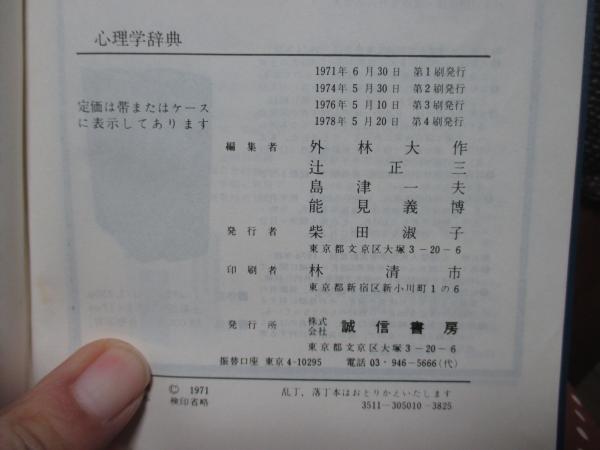 心理学辞典
1971年6月30日 第1刷発行
1974年5月30日 第2刷発行
1976年5月10日 第3刷発行
1978年5月20日 第4刷発行
定価は帯またはケース
に表示してあります
編集者 外林大作
辻正三
島津一夫
能見義博
発行者 柴田淑子
東京都文京区大塚3-20-6
印刷者 林清市
東京都新宿区新小川町1の6
発行所 株式会社 誠信書房
東京都文京区大塚3-20-6
振替口座 東京4-10295 電話03・946-5666(代)
© 1971
検印省略
乱丁、落丁本はおとりかえいたします
3511-305010-3825